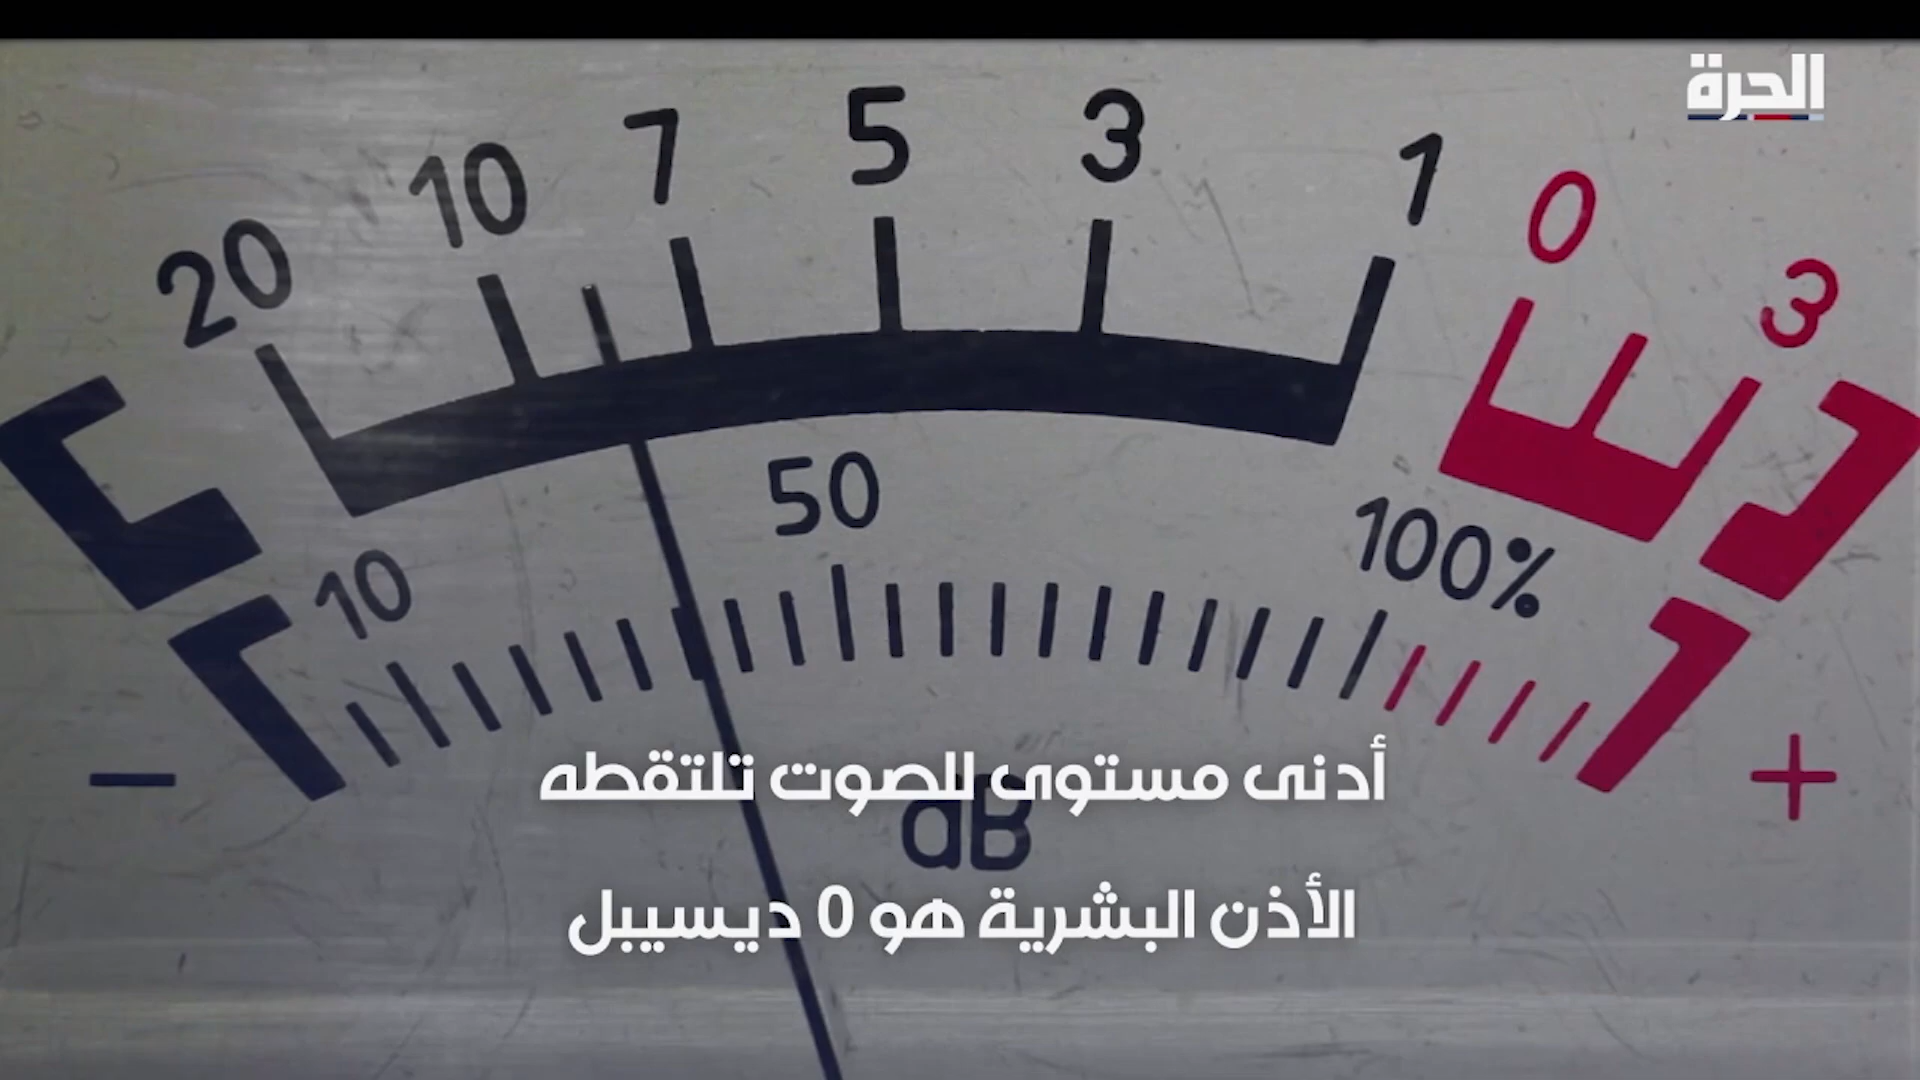 الحرة
20 10 7 5 3 1 0 3
10 50 100%
− +
dB
أدنى مستوى للصوت تلتقطه
الأذن البشرية هو 0 ديسيبل